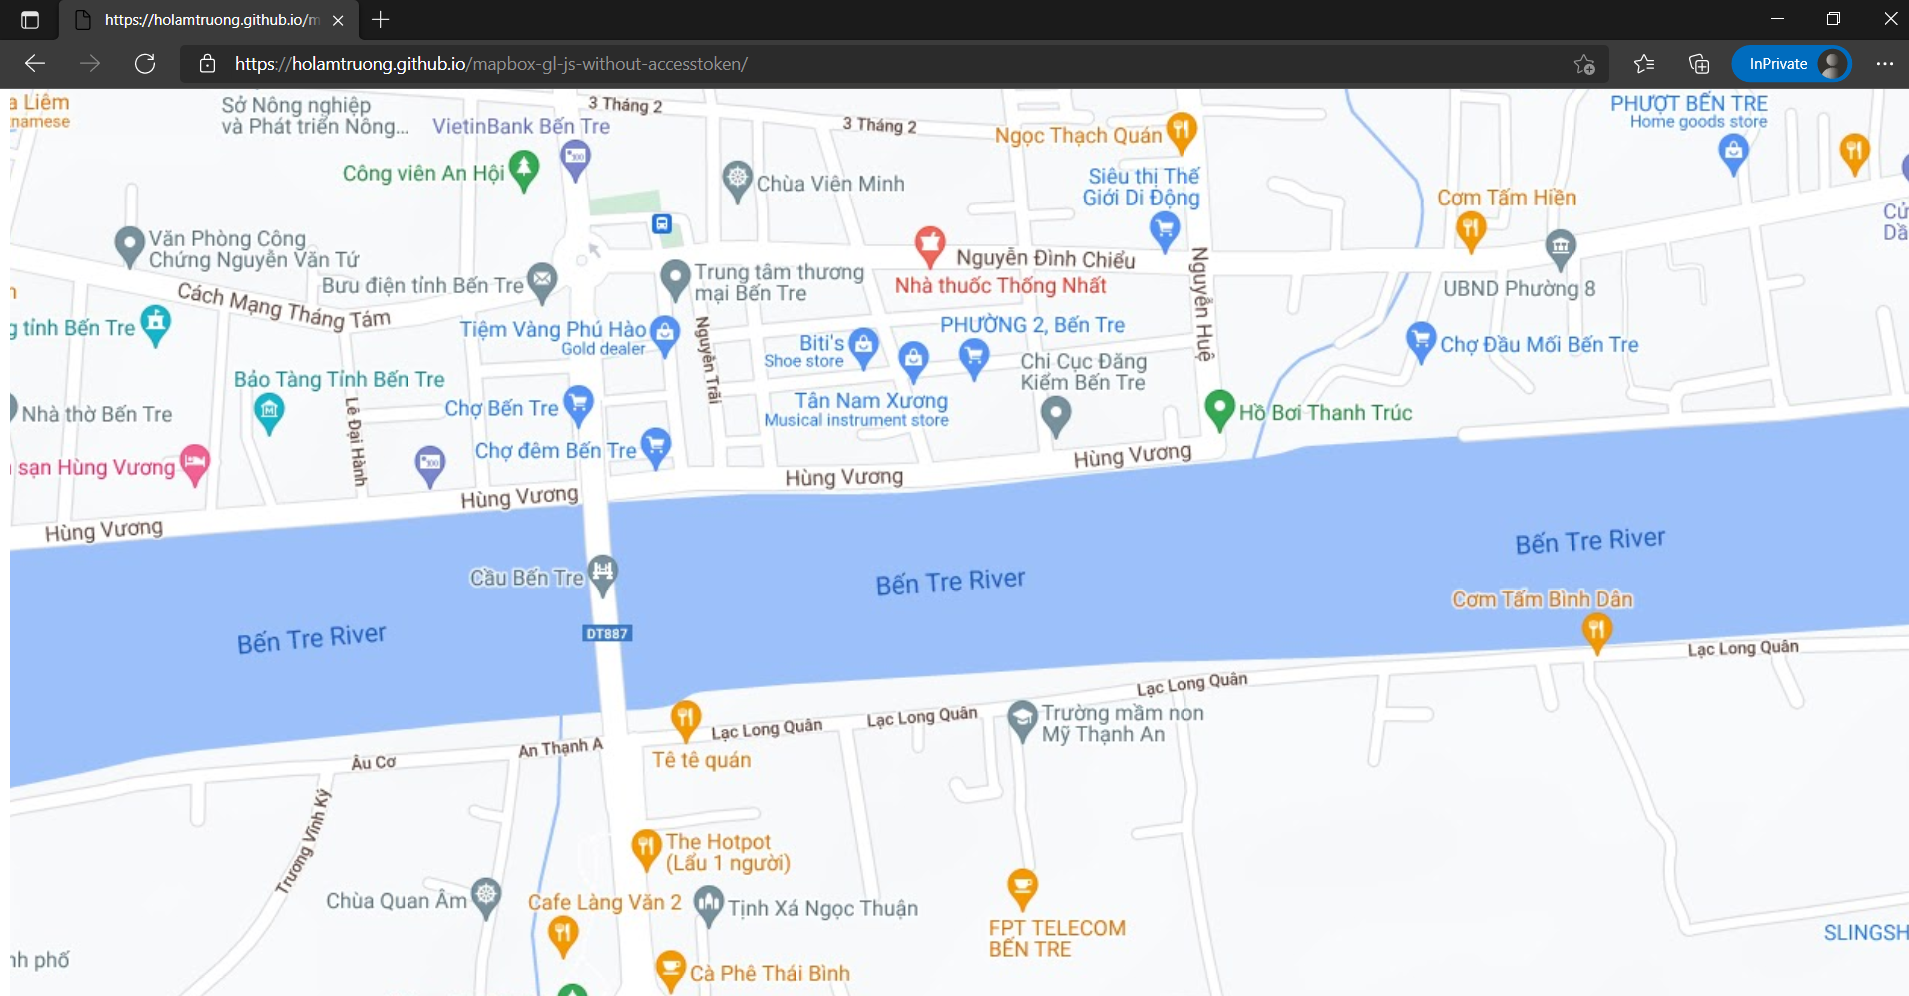 https://holamtruong.github.io/m
https://holamtruong.github.io/mapbox-gl-js-without-accesstoken/
InPrivate
a Liêm
namese
Sở Nông nghiệp
và Phát triển Nông...
3 Tháng 2
VietinBank Bến Tre
3 Tháng 2
Ngọc Thạch Quán
PHƯỢT BẾN TRE
Home goods store
Công viên An Hội
Chùa Viên Minh
Siêu thị Thế
Giới Di Động
Cơm Tấm Hiền
Cử
Dầ
Văn Phòng Công
Chứng Nguyễn Văn Tứ
Nguyễn Đình Chiểu
Nguyễn Huệ
Bưu điện tỉnh Bến Tre
Trung tâm thương
mại Bến Tre
Nhà thuốc Thống Nhất
UBND Phường 8
Cách Mạng Tháng Tám
g tỉnh Bến Tre
Tiệm Vàng Phú Hào
Gold dealer
Nguyễn Trãi
Biti's
Shoe store
PHƯỜNG 2, Bến Tre
Chi Cục Đăng
Kiểm Bến Tre
Chợ Đầu Mối Bến Tre
Bảo Tàng Tỉnh Bến Tre
Nhà thờ Bến Tre
Lê Đại Hành
Chợ Bến Tre
Tân Nam Xương
Musical instrument store
Hồ Bơi Thanh Trúc
Chợ đêm Bến Tre
n sạn Hùng Vương
Hùng Vương
Hùng Vương
Hùng Vương
Hùng Vương
Bến Tre River
Cầu Bến Tre
Bến Tre River
Cơm Tấm Bình Dân
Bến Tre River
DT887
Lạc Long Quân
Lạc Long Quân
Lạc Long Quân
Lạc Long Quân
Trường mầm non
Mỹ Thạnh An
An Thạnh A
Âu Cơ
Tê tê quán
Trương Vĩnh Ký
The Hotpot
(Lẩu 1 người)
Chùa Quan Âm
Cafe Làng Văn 2
Tịnh Xá Ngọc Thuận
FPT TELECOM
BẾN TRE
SLINGSH
nh phố
Cà Phê Thái Bình